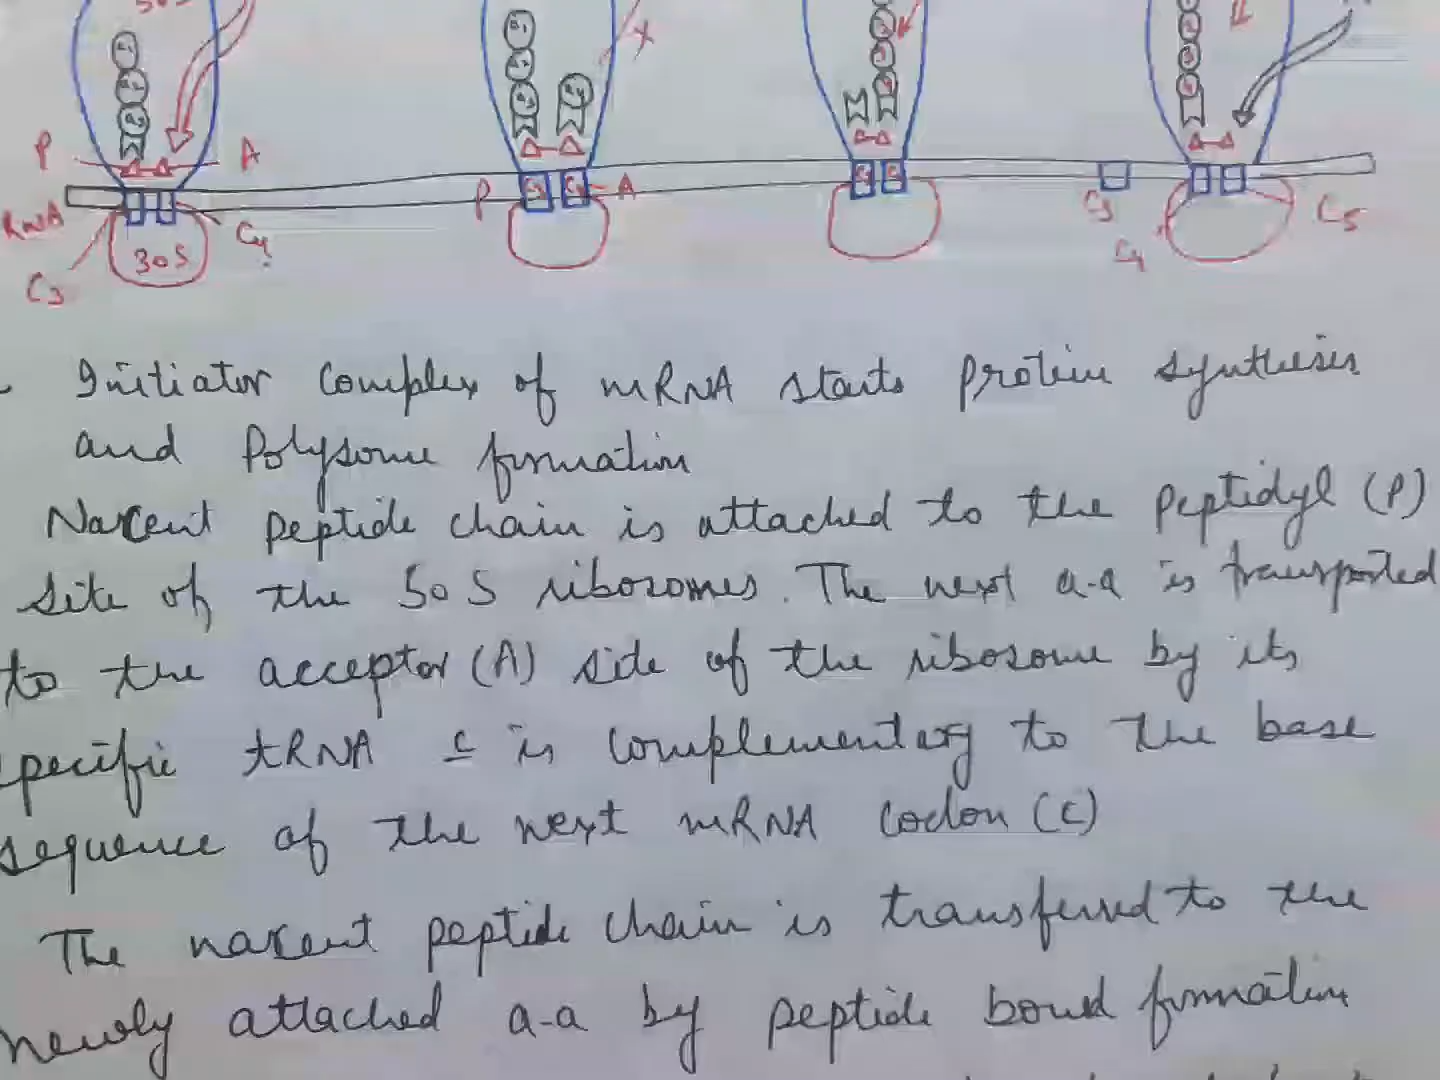 50S
P
A
P
A
mRNA
C3
C4
30S
C3
C4
C5
Initiator complex of mRNA starts protein synthesis
and Polysome formation
Nascent peptide chain is attached to the Peptidyl (P)
site of the 50S ribosomes. The next a-a is transported
to the acceptor (A) side of the ribosome by its
specific tRNA c is complementary to the base
sequence of the next mRNA codon (C)
The nascent peptide chain is transferred to the
newly attached a-a by peptide bond formation